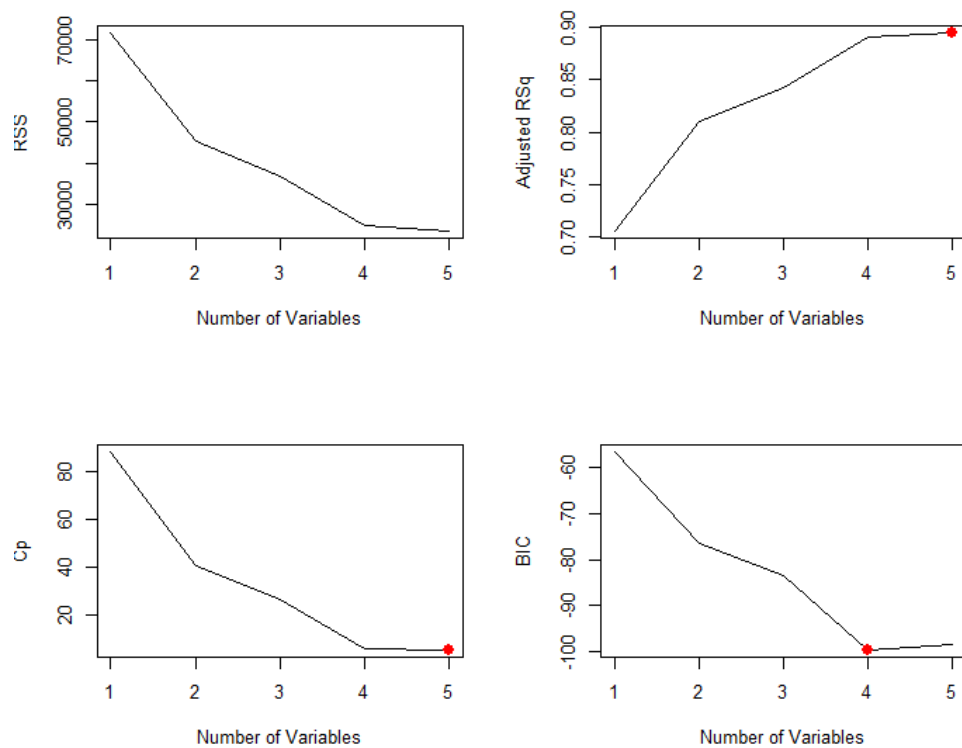 RSS
70000
50000
30000
1 2 3 4 5
Number of Variables
Adjusted RSq
0.90
0.85
0.80
0.75
0.70
1 2 3 4 5
Number of Variables
Cp
80
60
40
20
1 2 3 4 5
Number of Variables
BIC
-60
-70
-80
-90
-100
1 2 3 4 5
Number of Variables